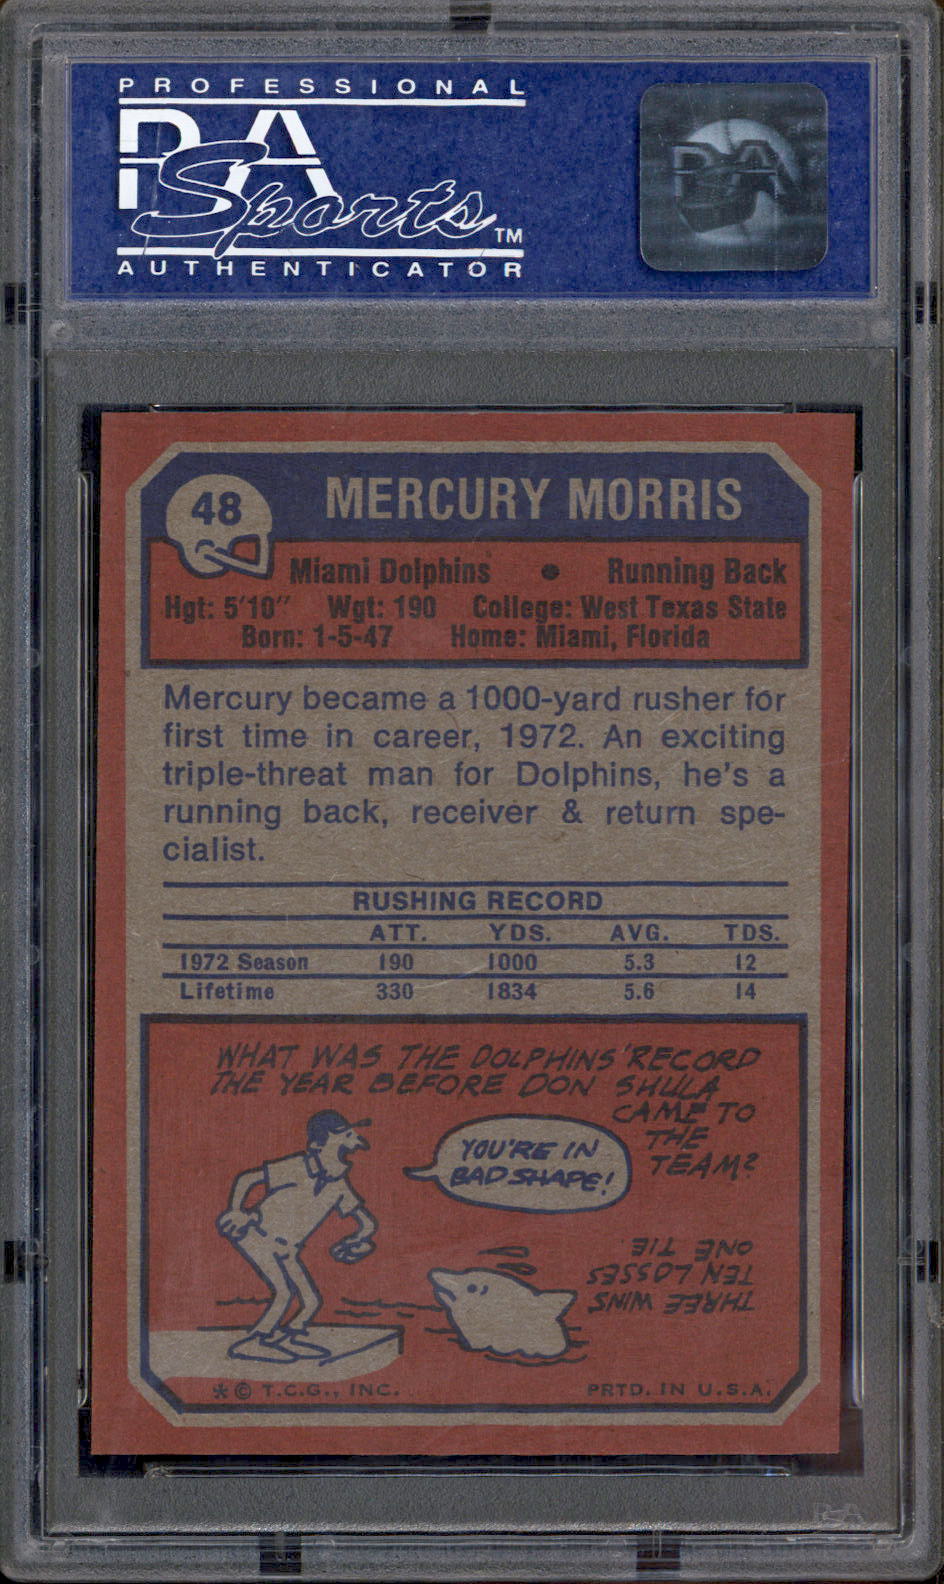 PROFESSIONAL
PSA
Sports TM
AUTHENTICATOR
PSA
48
MERCURY MORRIS
Miami Dolphins • Running Back
Hgt: 5'10" Wgt: 190 College: West Texas State
Born: 1-5-47 Home: Miami, Florida
Mercury became a 1000-yard rusher for
first time in career, 1972. An exciting
triple-threat man for Dolphins, he's a
running back, receiver & return spe-
cialist.
RUSHING RECORD
ATT. YDS. AVG. TDS.
1972 Season 190 1000 5.3 12
Lifetime 330 1834 5.6 14
WHAT WAS THE DOLPHINS' RECORD
THE YEAR BEFORE DON SHULA
CAME TO
THE
TEAM?
YOU'RE IN
BAD SHAPE!
THREE WINS
TEN LOSSES
ONE TIE
* © T.C.G., INC. PRTD. IN U.S.A.
PSA